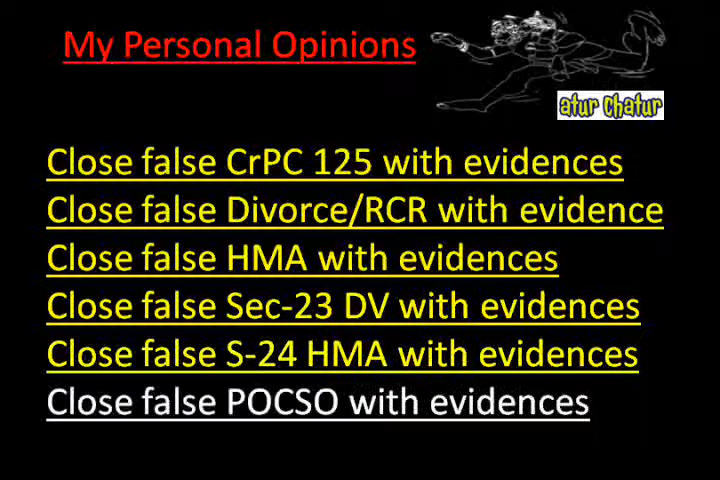 My Personal Opinions
atur chatur
Close false CrPC 125 with evidences
Close false Divorce/RCR with evidence
Close false HMA with evidences
Close false Sec-23 DV with evidences
Close false S-24 HMA with evidences
Close false POCSO with evidences